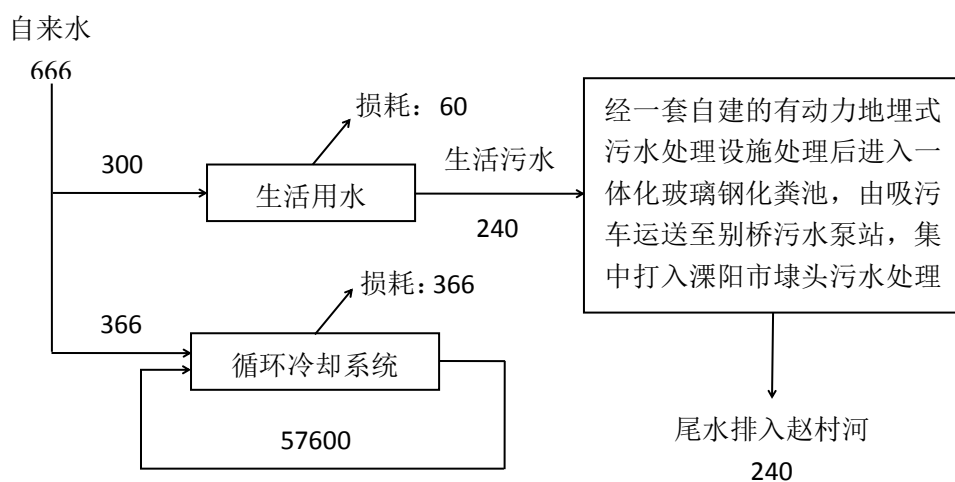 自来水
666
损耗：60
300
生活用水
生活污水
240
经一套自建的有动力地埋式
污水处理设施处理后进入一
体化玻璃钢化粪池，由吸污
车运送至别桥污水泵站，集
中打入溧阳市埭头污水处理
损耗：366
366
循环冷却系统
57600
尾水排入赵村河
240